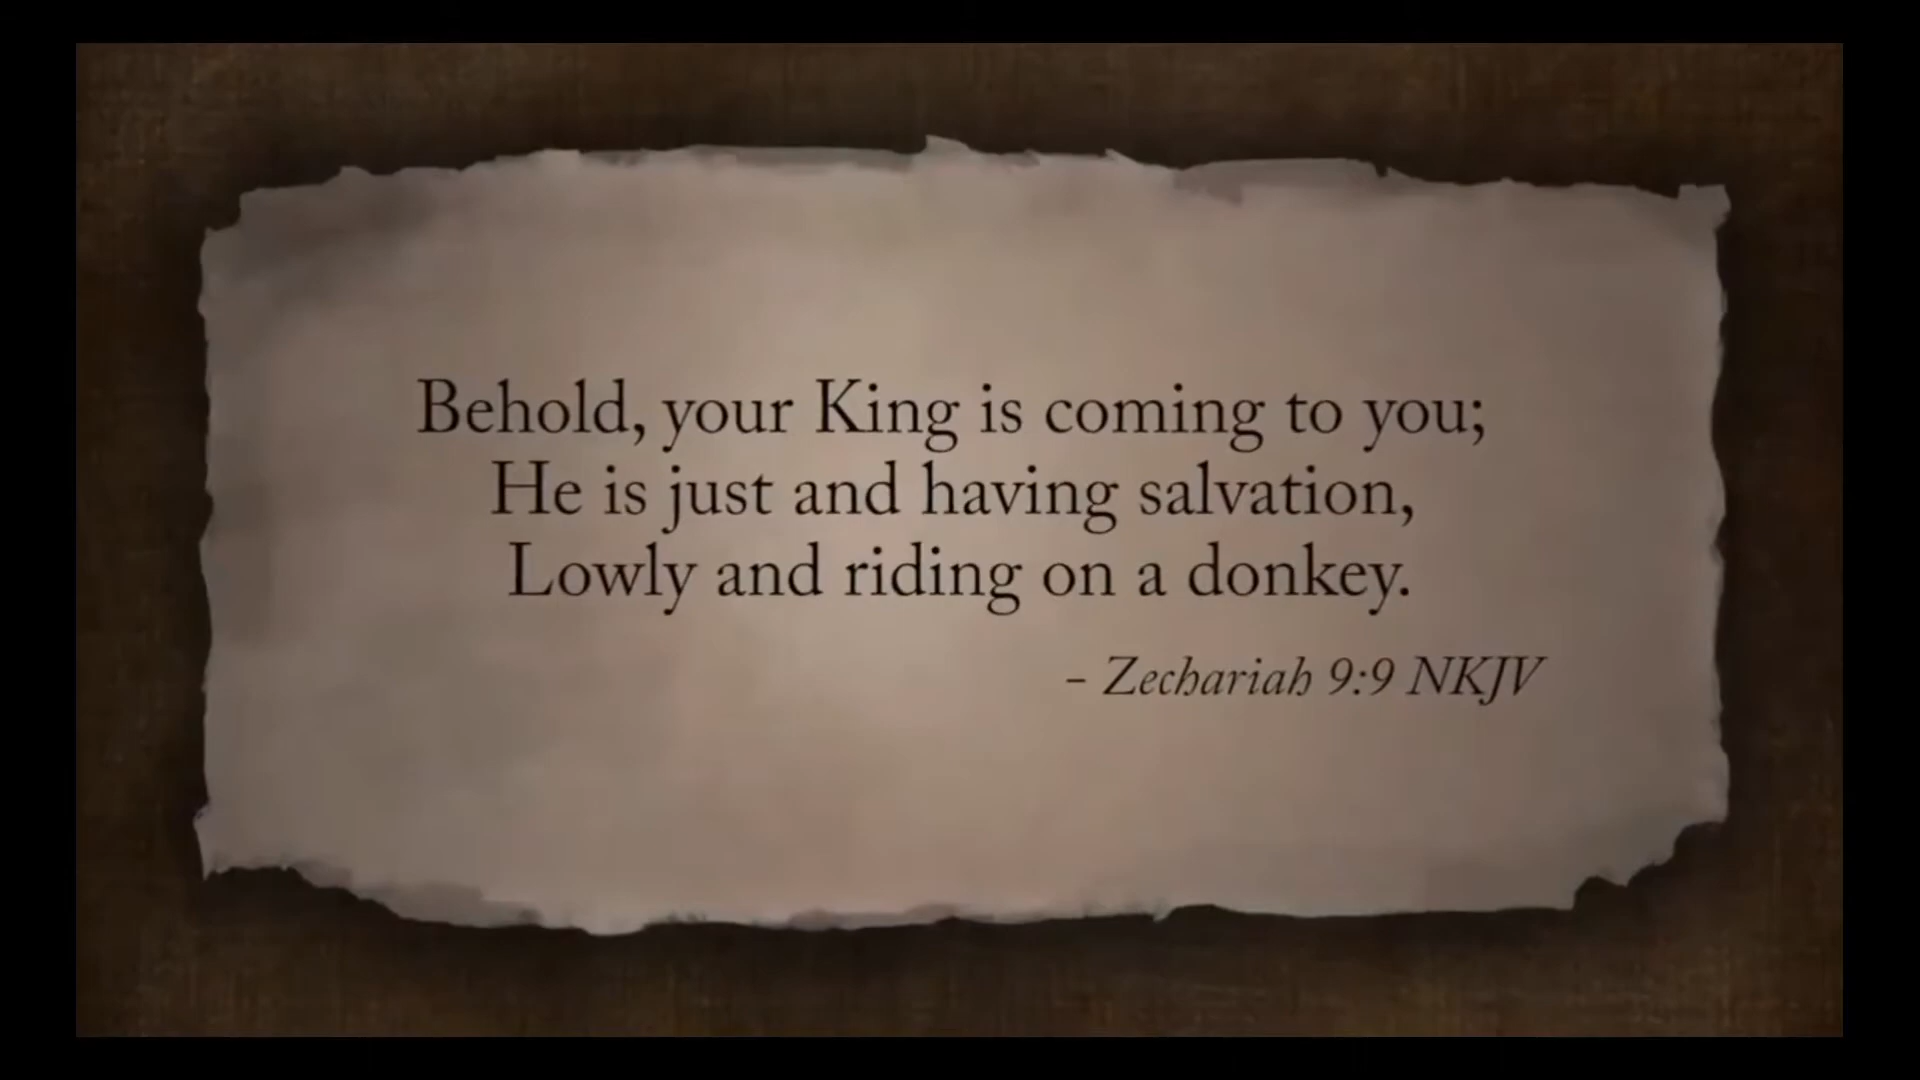 Behold, your King is coming to you;
He is just and having salvation,
Lowly and riding on a donkey.
- Zechariah 9:9 NKJV